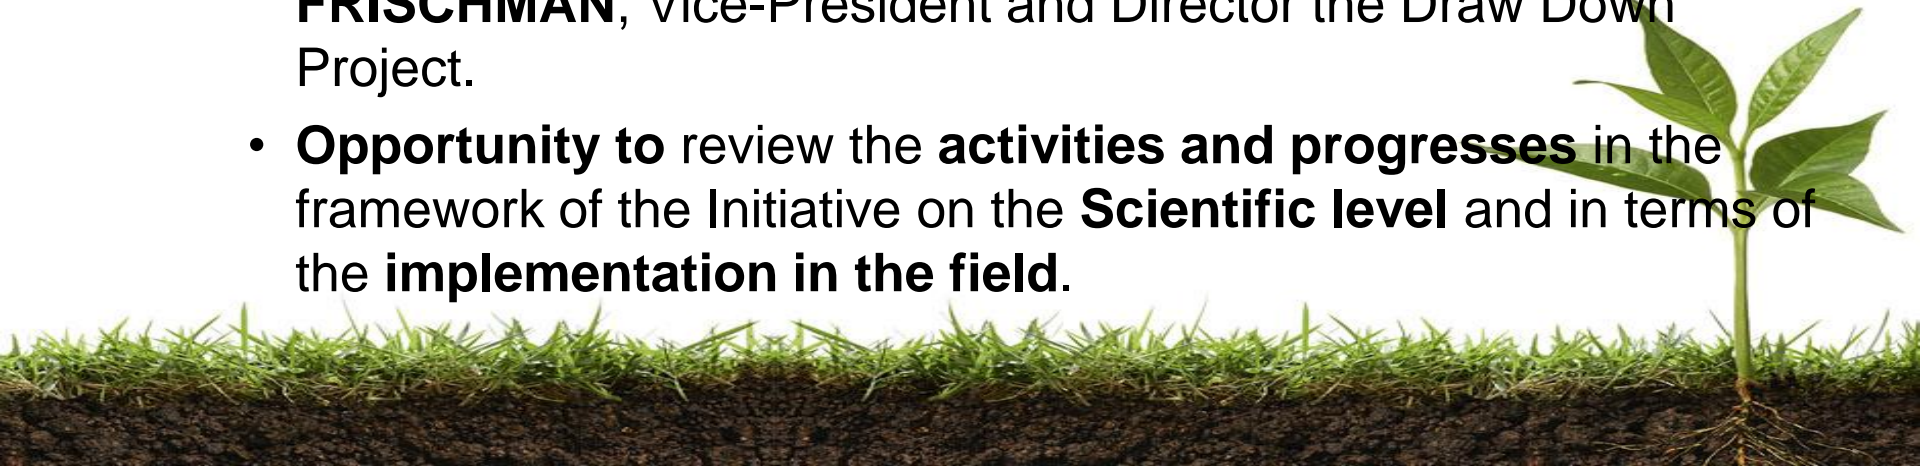 FRISCHMAN, Vice-President and Director the Draw Down
Project.
• Opportunity to review the activities and progresses in the
framework of the Initiative on the Scientific level and in terms of
the implementation in the field.